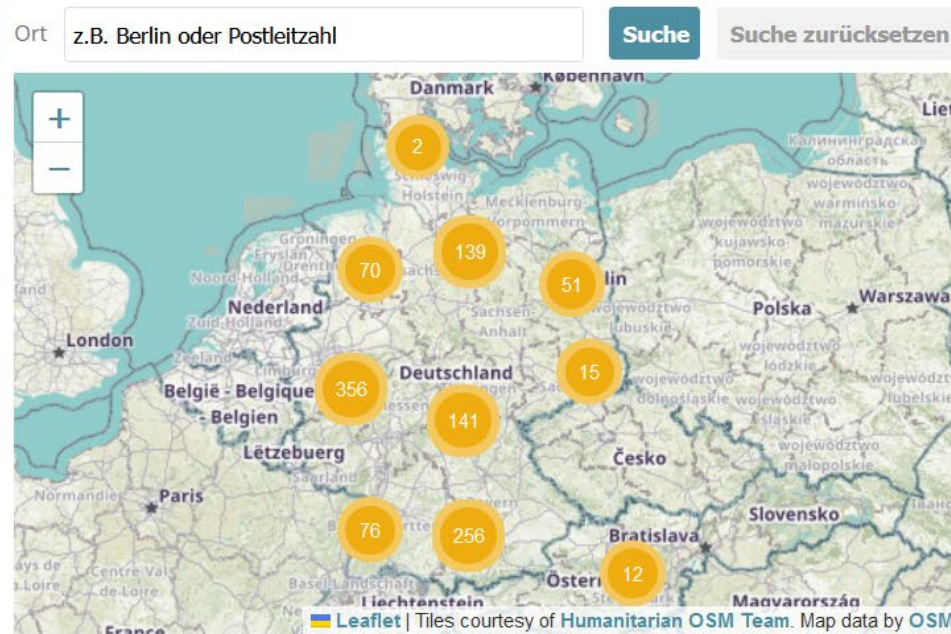 Ort
z.B. Berlin oder Postleitzahl
Suche
Suche zurücksetzen
+
−
København
Danmark
2
Schleswig-
Holstein
Mecklenburg-
Vorpommern
Калининградская
область
województwo
warmińsko-
mazurskie
Groningen
Fryslân
Drenthe
Noord-Holland
70
139
51
województwo
kujawsko-
pomorskie
Nederland
Zuid-Holland
Sachsen-
Anhalt
województwo
lubuskie
Polska
Warszawa
London
Zeeland
Limburg
Deutschland
15
województwo
łódzkie
356
België - Belgique
- Belgien
141
województwo
dolnośląskie
województwo
śląskie
Lëtzebuerg
Saarland
Česko
województwo
małopolskie
Normandie
Paris
76
256
Slovensko
Bratislava
Centre-Val
de-Loire
Basel-Landschaft
12
Liechtenstein
Magyarország
France
Leaflet | Tiles courtesy of Humanitarian OSM Team. Map data by OSM